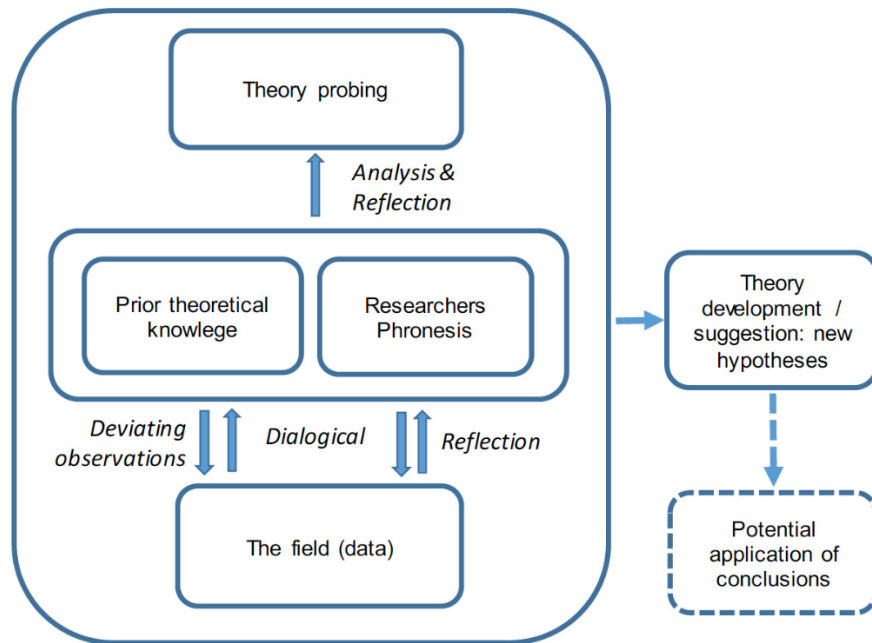 Theory probing
Analysis &
Reflection
Prior theoretical
knowlege
Researchers
Phronesis
Deviating
observations
Dialogical
Reflection
The field (data)
Theory
development /
suggestion: new
hypotheses
Potential
application of
conclusions